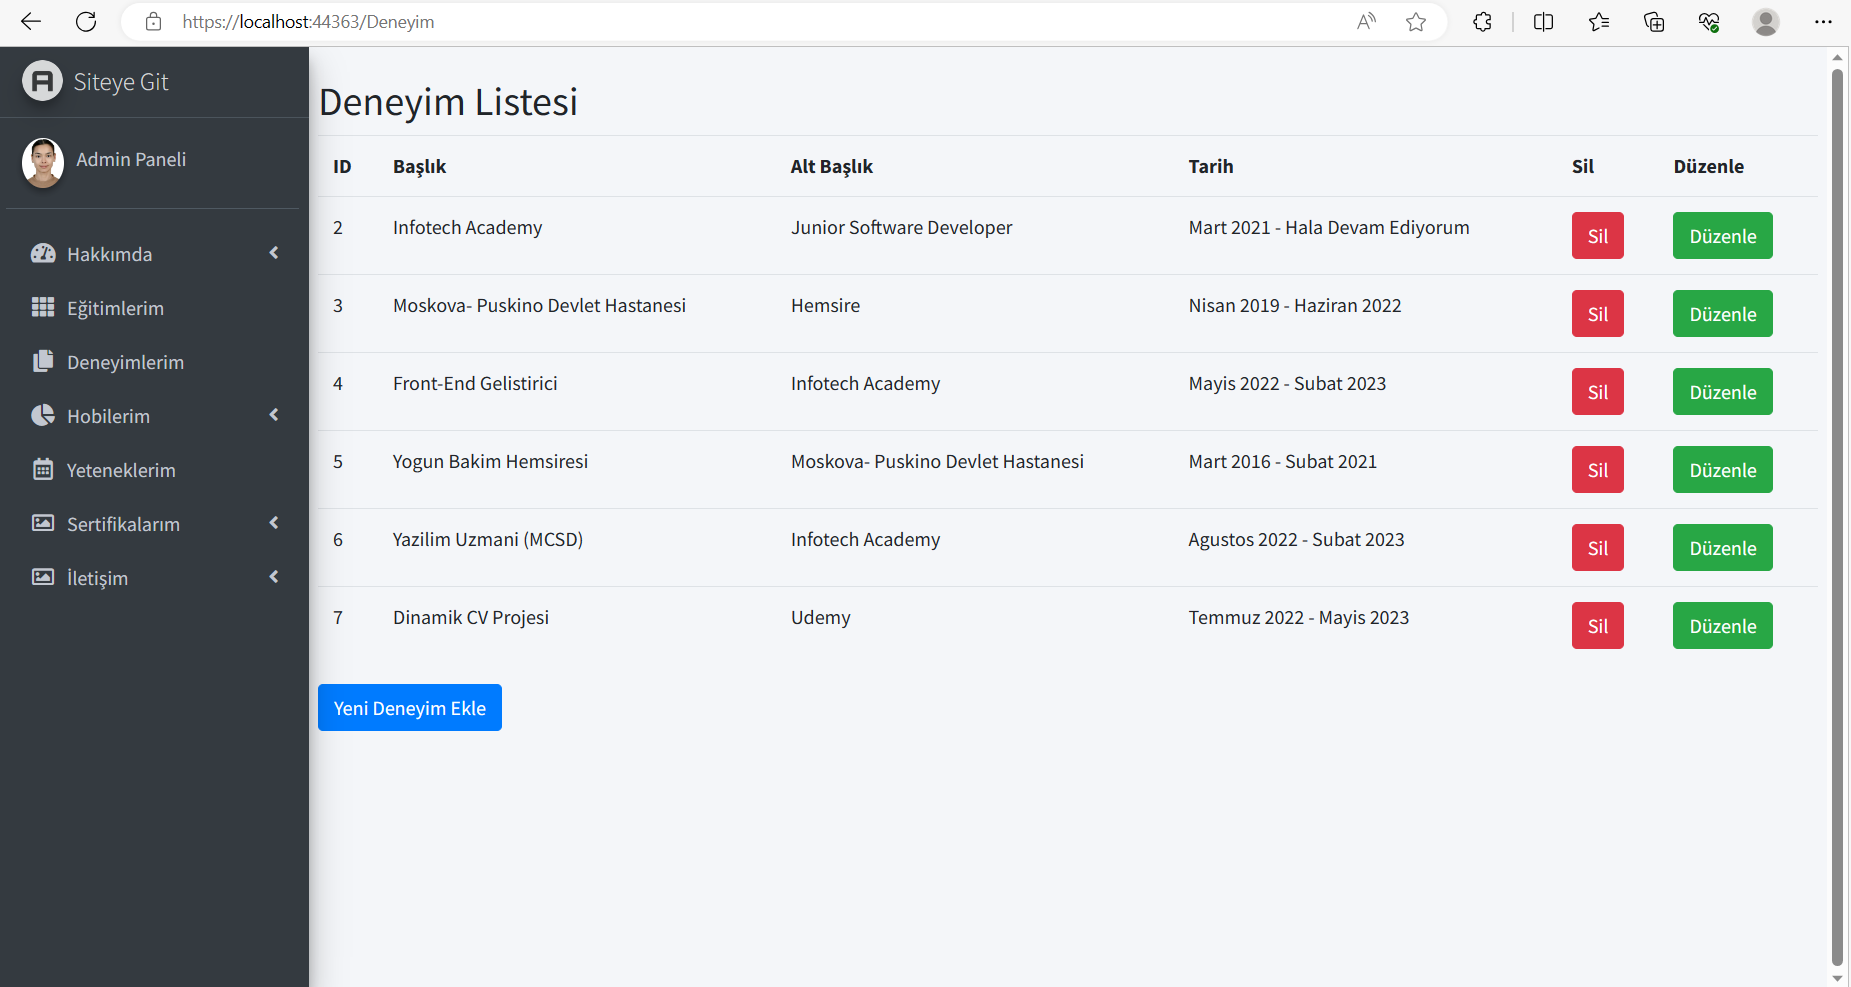 https://localhost:44363/Deneyim
Siteye Git
Admin Paneli
Hakkımda
Eğitimlerim
Deneyimlerim
Hobilerim
Yeteneklerim
Sertifikalarım
İletişim
Deneyim Listesi
ID Başlık Alt Başlık Tarih Sil Düzenle
2 Infotech Academy Junior Software Developer Mart 2021 - Hala Devam Ediyorum Sil Düzenle
3 Moskova- Puskino Devlet Hastanesi Hemsire Nisan 2019 - Haziran 2022 Sil Düzenle
4 Front-End Gelistirici Infotech Academy Mayis 2022 - Subat 2023 Sil Düzenle
5 Yogun Bakim Hemsiresi Moskova- Puskino Devlet Hastanesi Mart 2016 - Subat 2021 Sil Düzenle
6 Yazilim Uzmani (MCSD) Infotech Academy Agustos 2022 - Subat 2023 Sil Düzenle
7 Dinamik CV Projesi Udemy Temmuz 2022 - Mayis 2023 Sil Düzenle
Yeni Deneyim Ekle